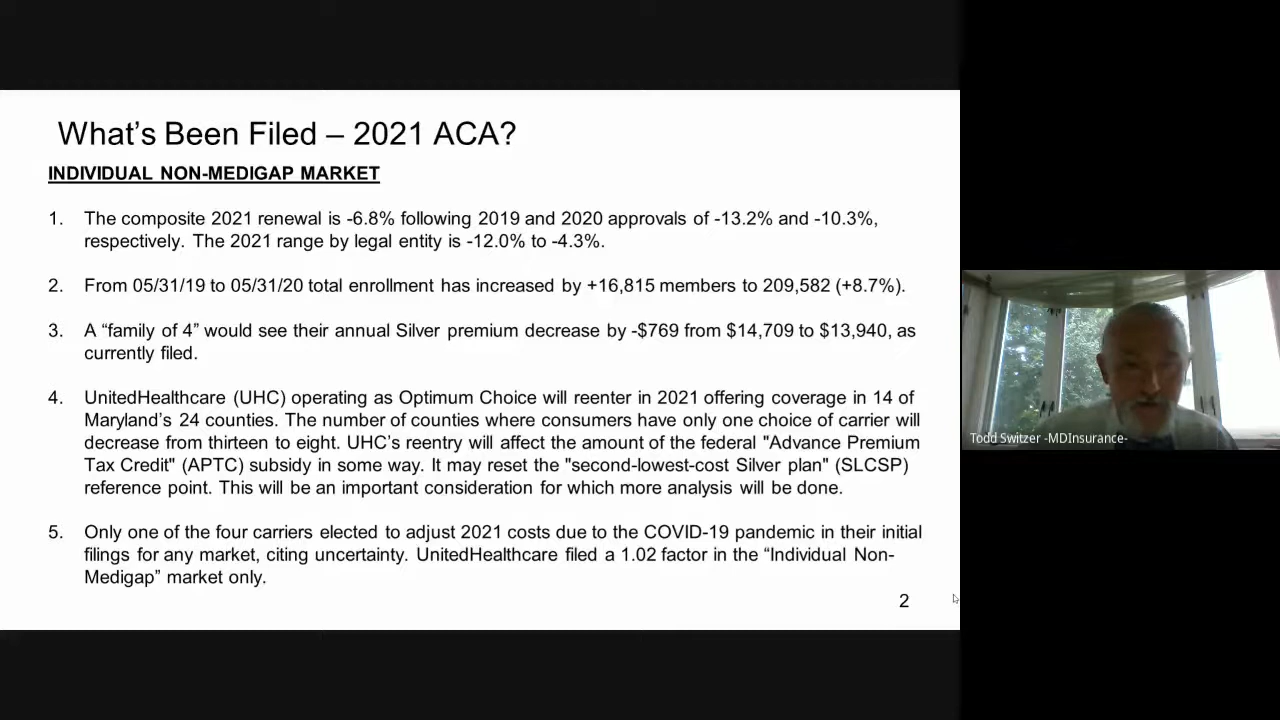 What's Been Filed – 2021 ACA?
INDIVIDUAL NON-MEDIGAP MARKET
1. The composite 2021 renewal is -6.8% following 2019 and 2020 approvals of -13.2% and -10.3%,
respectively. The 2021 range by legal entity is -12.0% to -4.3%.
2. From 05/31/19 to 05/31/20 total enrollment has increased by +16,815 members to 209,582 (+8.7%).
3. A “family of 4” would see their annual Silver premium decrease by -$769 from $14,709 to $13,940, as
currently filed.
4. UnitedHealthcare (UHC) operating as Optimum Choice will reenter in 2021 offering coverage in 14 of
Maryland’s 24 counties. The number of counties where consumers have only one choice of carrier will
decrease from thirteen to eight. UHC’s reentry will affect the amount of the federal "Advance Premium
Tax Credit" (APTC) subsidy in some way. It may reset the "second-lowest-cost Silver plan" (SLCSP)
reference point. This will be an important consideration for which more analysis will be done.
5. Only one of the four carriers elected to adjust 2021 costs due to the COVID-19 pandemic in their initial
filings for any market, citing uncertainty. UnitedHealthcare filed a 1.02 factor in the “Individual Non-
Medigap” market only.
2
Todd Switzer -MDInsurance-